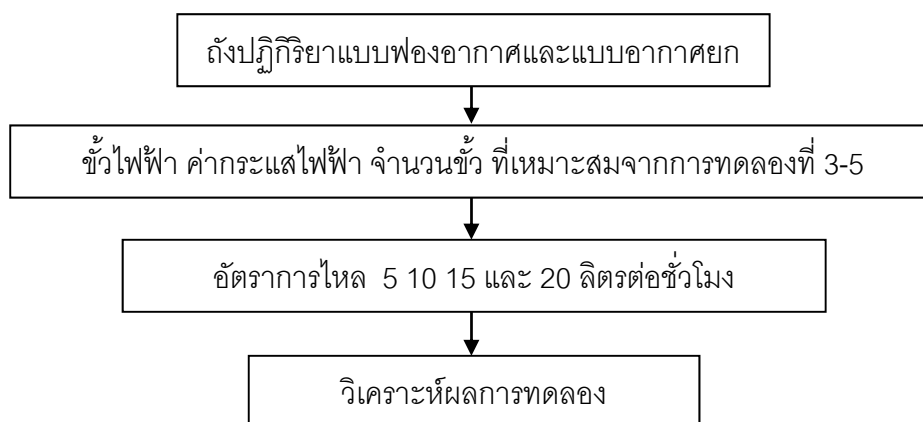 ถังปฏิกิริยาแบบฟองอากาศและแบบอากาศยก
ขั้วไฟฟ้า ค่ากระแสไฟฟ้า จำนวนขั้ว ที่เหมาะสมจากการทดลองที่ 3-5
อัตราการไหล 5 10 15 และ 20 ลิตรต่อชั่วโมง
วิเคราะห์ผลการทดลอง